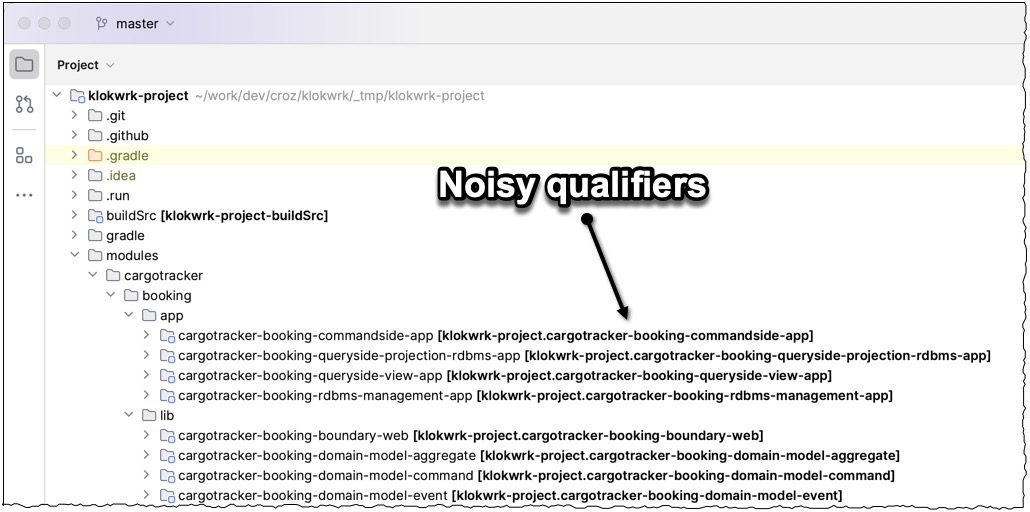 master
Project
klokwrk-project ~/work/dev/croz/klokwrk/_tmp/klokwrk-project
.git
.github
.gradle
.idea
.run
Noisy qualifiers
buildSrc [klokwrk-project-buildSrc]
gradle
modules
cargotracker
booking
app
cargotracker-booking-commandside-app [klokwrk-project.cargotracker-booking-commandside-app]
cargotracker-booking-queryside-projection-rdbms-app [klokwrk-project.cargotracker-booking-queryside-projection-rdbms-app]
cargotracker-booking-queryside-view-app [klokwrk-project.cargotracker-booking-queryside-view-app]
cargotracker-booking-rdbms-management-app [klokwrk-project.cargotracker-booking-rdbms-management-app]
lib
cargotracker-booking-boundary-web [klokwrk-project.cargotracker-booking-boundary-web]
cargotracker-booking-domain-model-aggregate [klokwrk-project.cargotracker-booking-domain-model-aggregate]
cargotracker-booking-domain-model-command [klokwrk-project.cargotracker-booking-domain-model-command]
cargotracker-booking-domain-model-event [klokwrk-project.cargotracker-booking-domain-model-event]